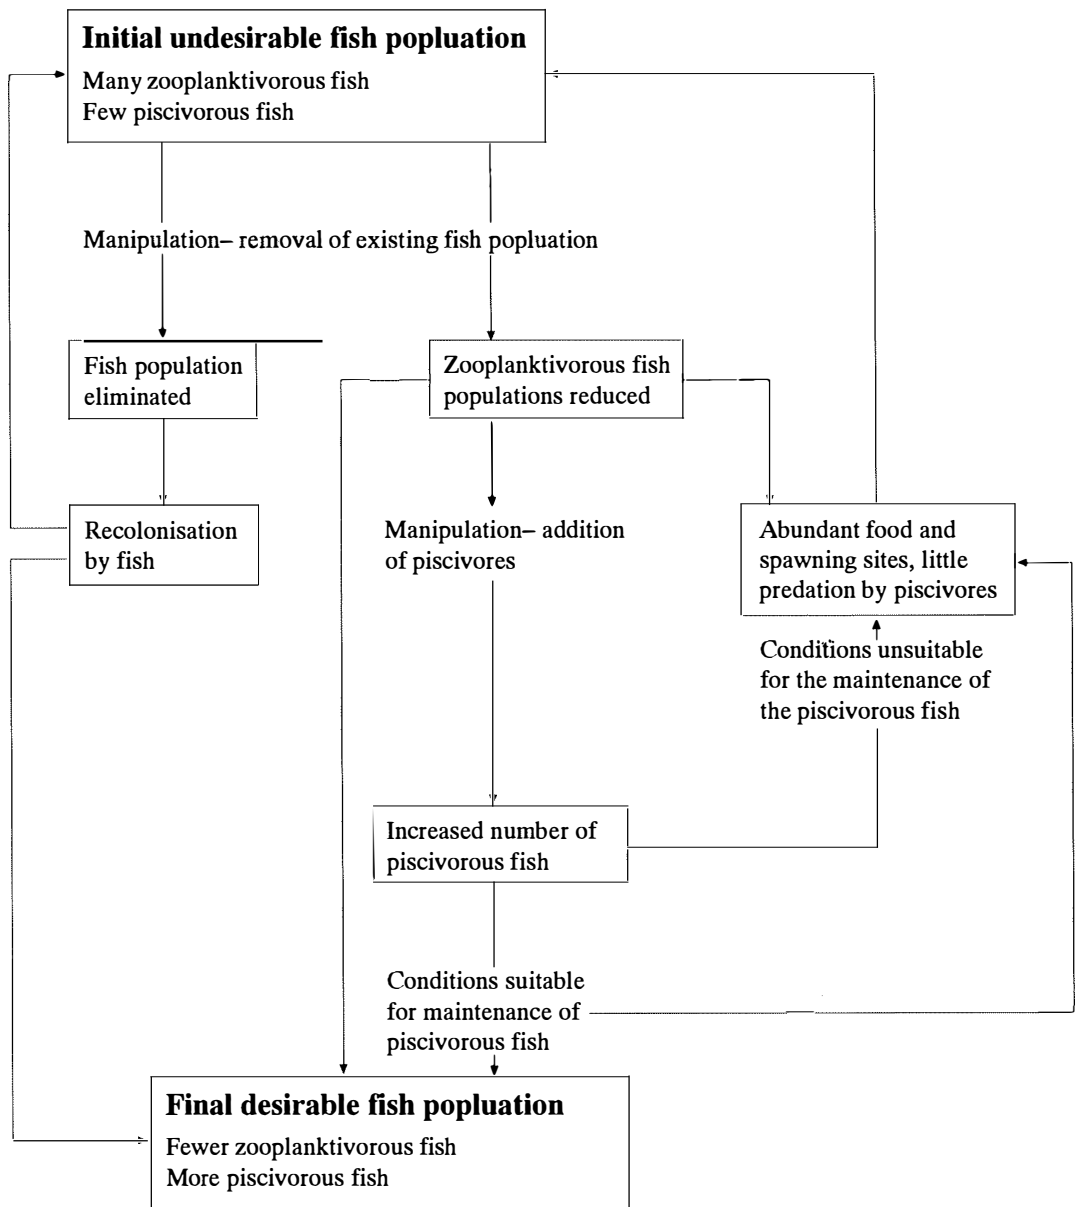 Initial undesirable fish popluation
Many zooplanktivorous fish
Few piscivorous fish
Manipulation– removal of existing fish popluation
Fish population
eliminated
Zooplanktivorous fish
populations reduced
Recolonisation
by fish
Manipulation– addition
of piscivores
Abundant food and
spawning sites, little
predation by piscivores
Conditions unsuitable
for the maintenance of
the piscivorous fish
Increased number of
piscivorous fish
Conditions suitable
for maintenance of
piscivorous fish
Final desirable fish popluation
Fewer zooplanktivorous fish
More piscivorous fish